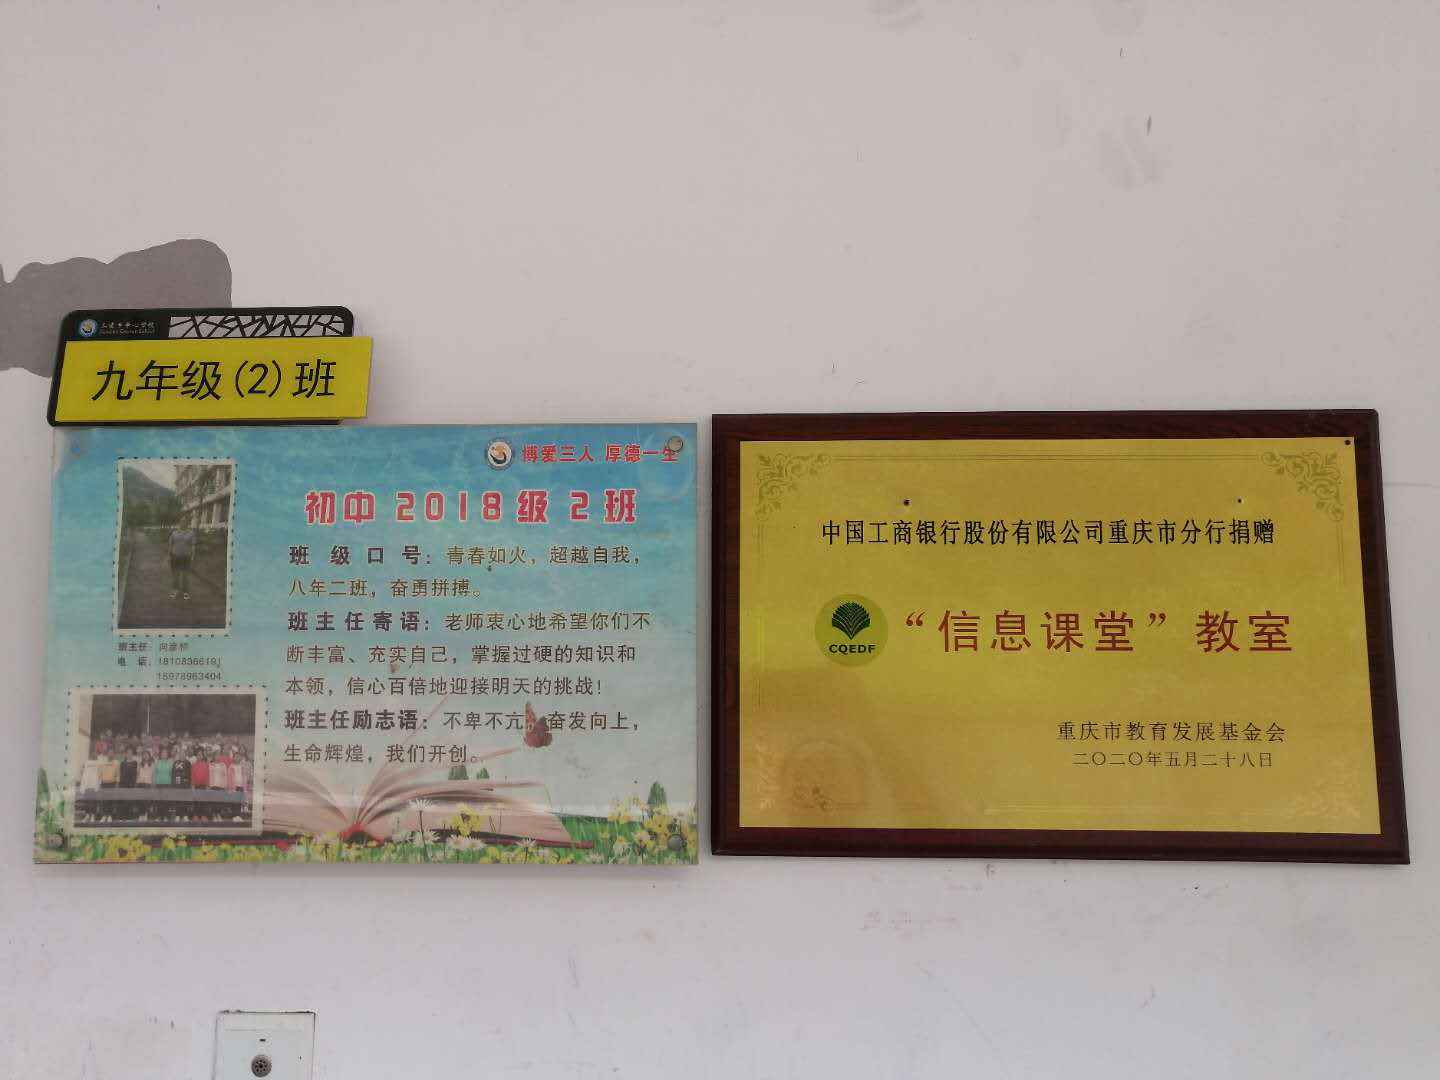 九年级(2)班
博爱三人 厚德一生
初中 2018级 2班
班级口号：青春如火，超越自我，
八年二班，奋勇拼搏。
班主任寄语：老师衷心地希望你们不
断丰富、充实自己，掌握过硬的知识和
本领，信心百倍地迎接明天的挑战！
班主任励志语：不卑不亢，奋发向上，
生命辉煌，我们开创。
班主任：向
电 话：18108366191
15978963404
中国工商银行股份有限公司重庆市分行捐赠
CQEDF
“信息课堂”教室
重庆市教育发展基金会
二〇二〇年五月二十八日